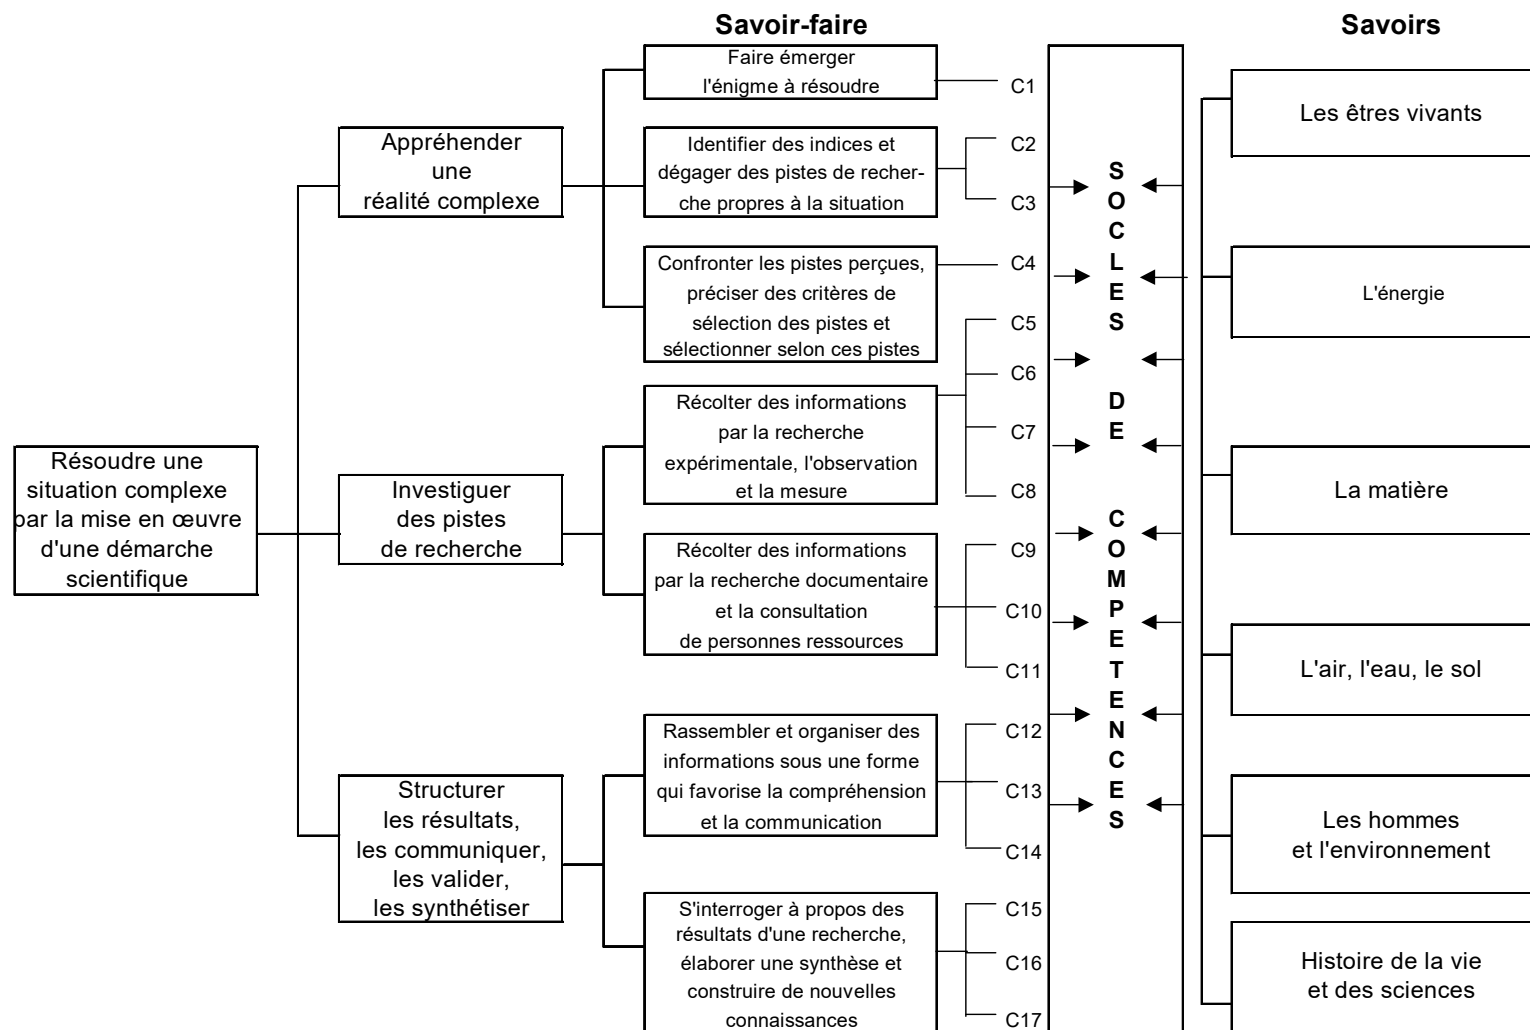 Savoir-faire
Savoirs
Résoudre une
situation complexe
par la mise en œuvre
d'une démarche
scientifique
Appréhender
une
réalité complexe
Investiguer
des pistes
de recherche
Structurer
les résultats,
les communiquer,
les valider,
les synthétiser
Faire émerger
l'énigme à résoudre
Identifier des indices et
dégager des pistes de recher-
che propres à la situation
Confronter les pistes perçues,
préciser des critères de
sélection des pistes et
sélectionner selon ces pistes
Récolter des informations
par la recherche
expérimentale, l'observation
et la mesure
Récolter des informations
par la recherche documentaire
et la consultation
de personnes ressources
Rassembler et organiser des
informations sous une forme
qui favorise la compréhension
et la communication
S'interroger à propos des
résultats d'une recherche,
élaborer une synthèse et
construire de nouvelles
connaissances
C1
C2
C3
C4
C5
C6
C7
C8
C9
C10
C11
C12
C13
C14
C15
C16
C17
SOCLES DE COMPETENCES
Les êtres vivants
L'énergie
La matière
L'air, l'eau, le sol
Les hommes
et l'environnement
Histoire de la vie
et des sciences